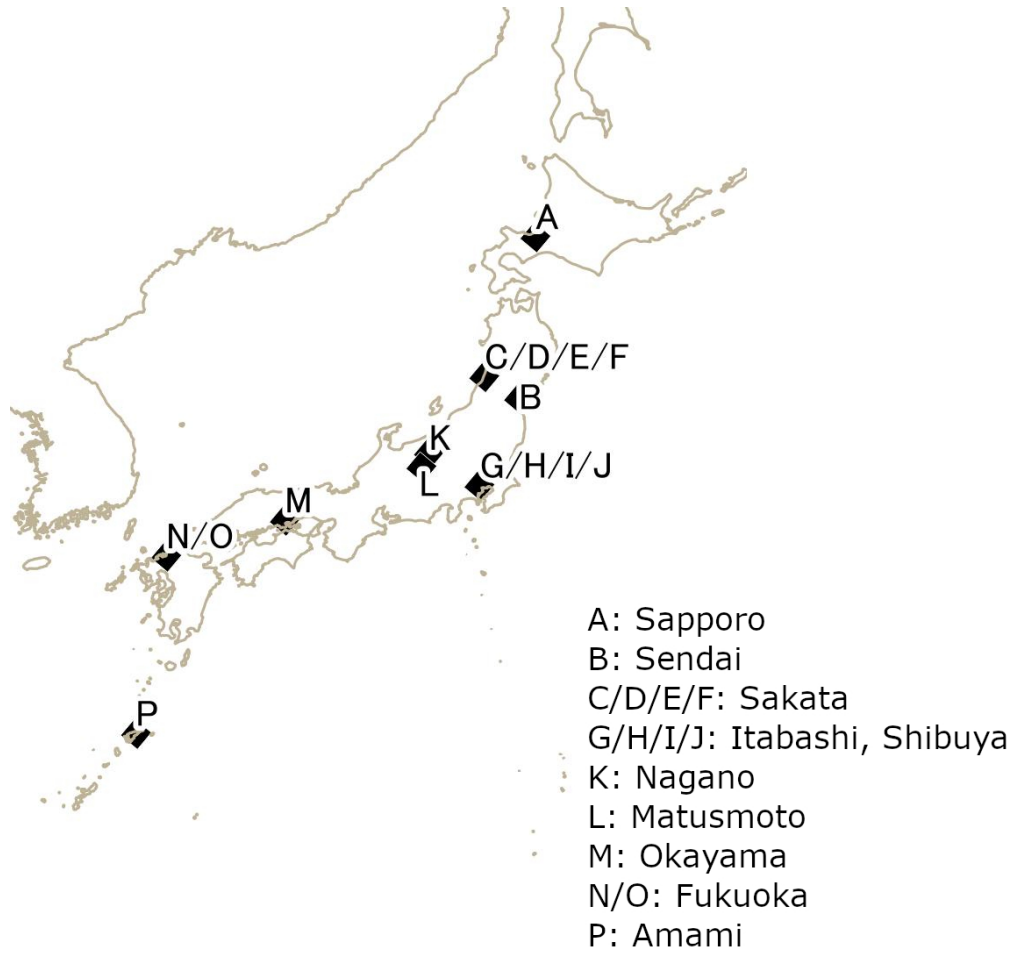 A
C/D/E/F
B
K
G/H/I/J
L
M
N/O
P
A: Sapporo
B: Sendai
C/D/E/F: Sakata
G/H/I/J: Itabashi, Shibuya
K: Nagano
L: Matusmoto
M: Okayama
N/O: Fukuoka
P: Amami